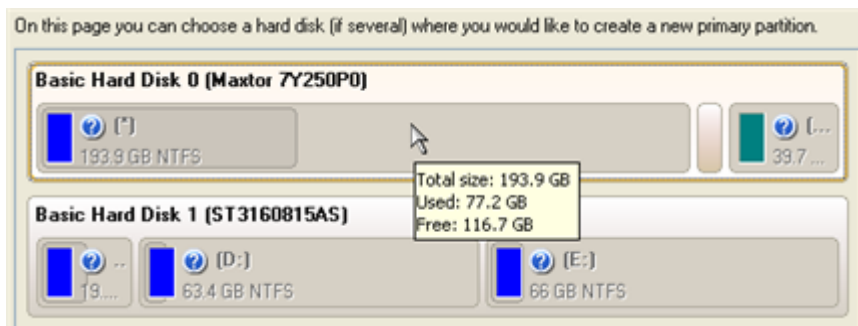 On this page you can choose a hard disk (if several) where you would like to create a new primary partition.
Basic Hard Disk 0 (Maxtor 7Y250P0)
(*)
193.9 GB NTFS
(...
39.7 ...
Total size: 193.9 GB
Used: 77.2 GB
Free: 116.7 GB
Basic Hard Disk 1 (ST3160815AS)
..
19....
(D:)
63.4 GB NTFS
(E:)
66 GB NTFS